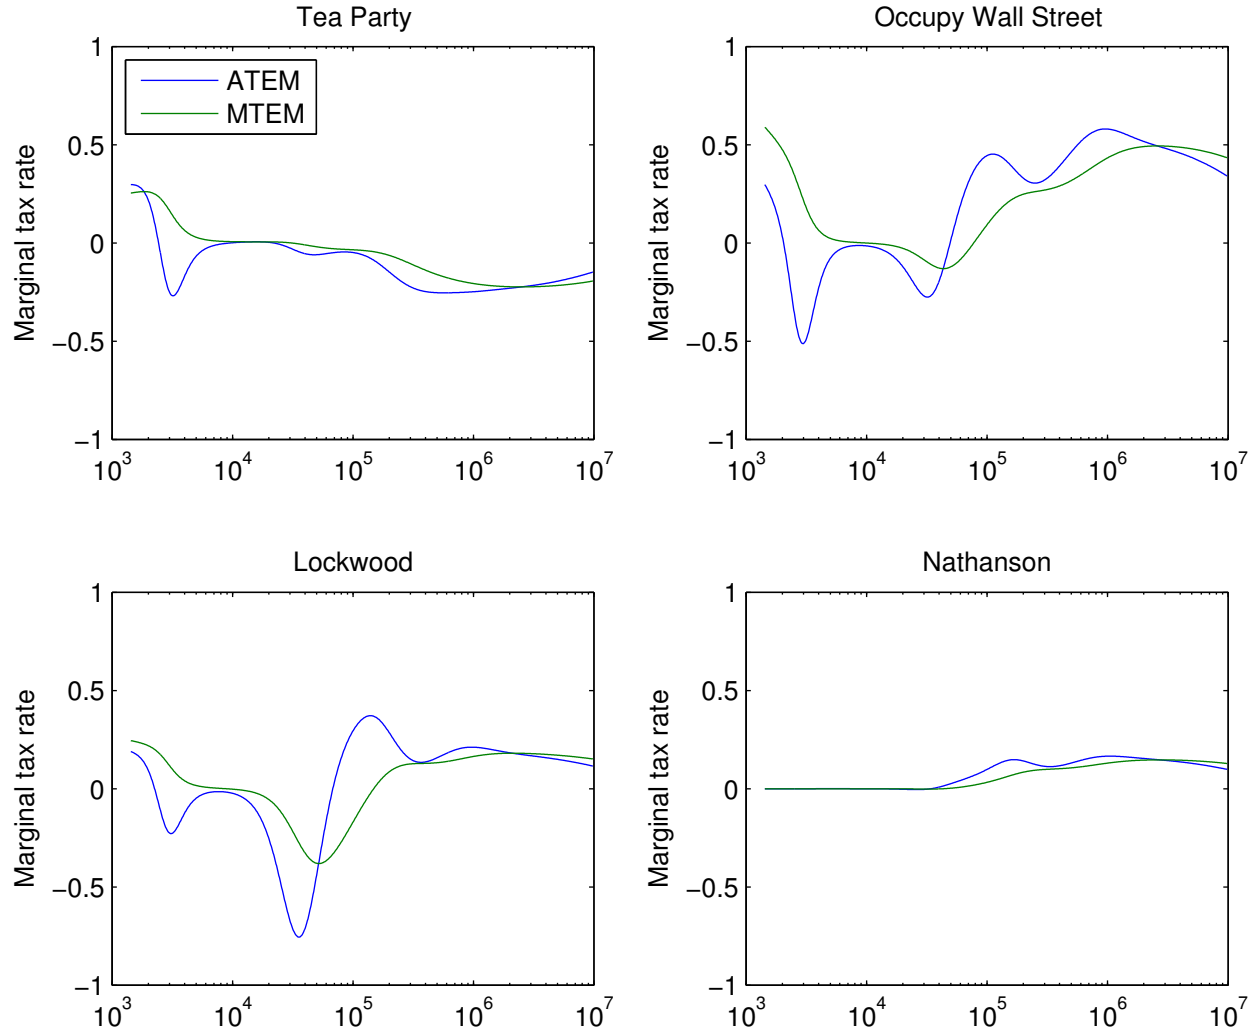 Tea Party
1
0.5
0
−0.5
−1
Marginal tax rate
ATEM
MTEM
10^3 10^4 10^5 10^6 10^7
Occupy Wall Street
1
0.5
0
−0.5
−1
Marginal tax rate
10^3 10^4 10^5 10^6 10^7
Lockwood
1
0.5
0
−0.5
−1
Marginal tax rate
10^3 10^4 10^5 10^6 10^7
Nathanson
1
0.5
0
−0.5
−1
Marginal tax rate
10^3 10^4 10^5 10^6 10^7